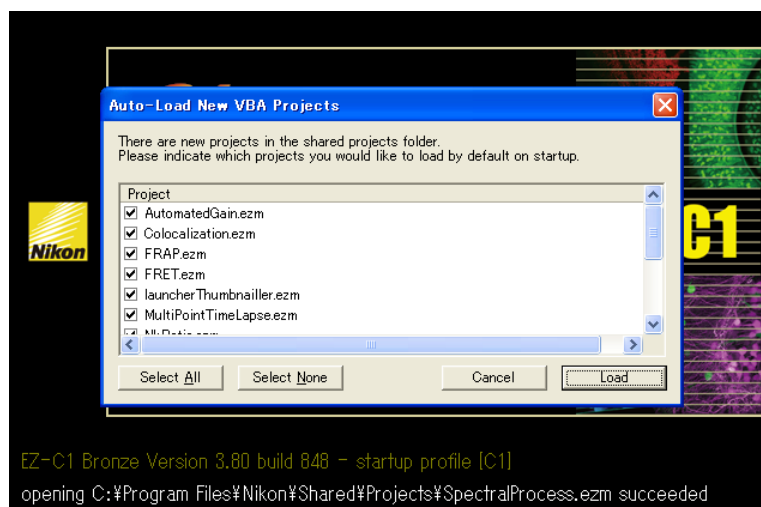 Auto-Load New VBA Projects
There are new projects in the shared projects folder.
Please indicate which projects you would like to load by default on startup.
Project
AutomatedGain.ezm
Colocalization.ezm
FRAP.ezm
FRET.ezm
launcherThumbnailler.ezm
MultiPointTimeLapse.ezm
Nikon
C1
Select All
Select None
Cancel
Load
EZ-C1 Bronze Version 3.80 build 848 - startup profile [C1]
opening C:¥Program Files¥Nikon¥Shared¥Projects¥SpectralProcess.ezm succeeded